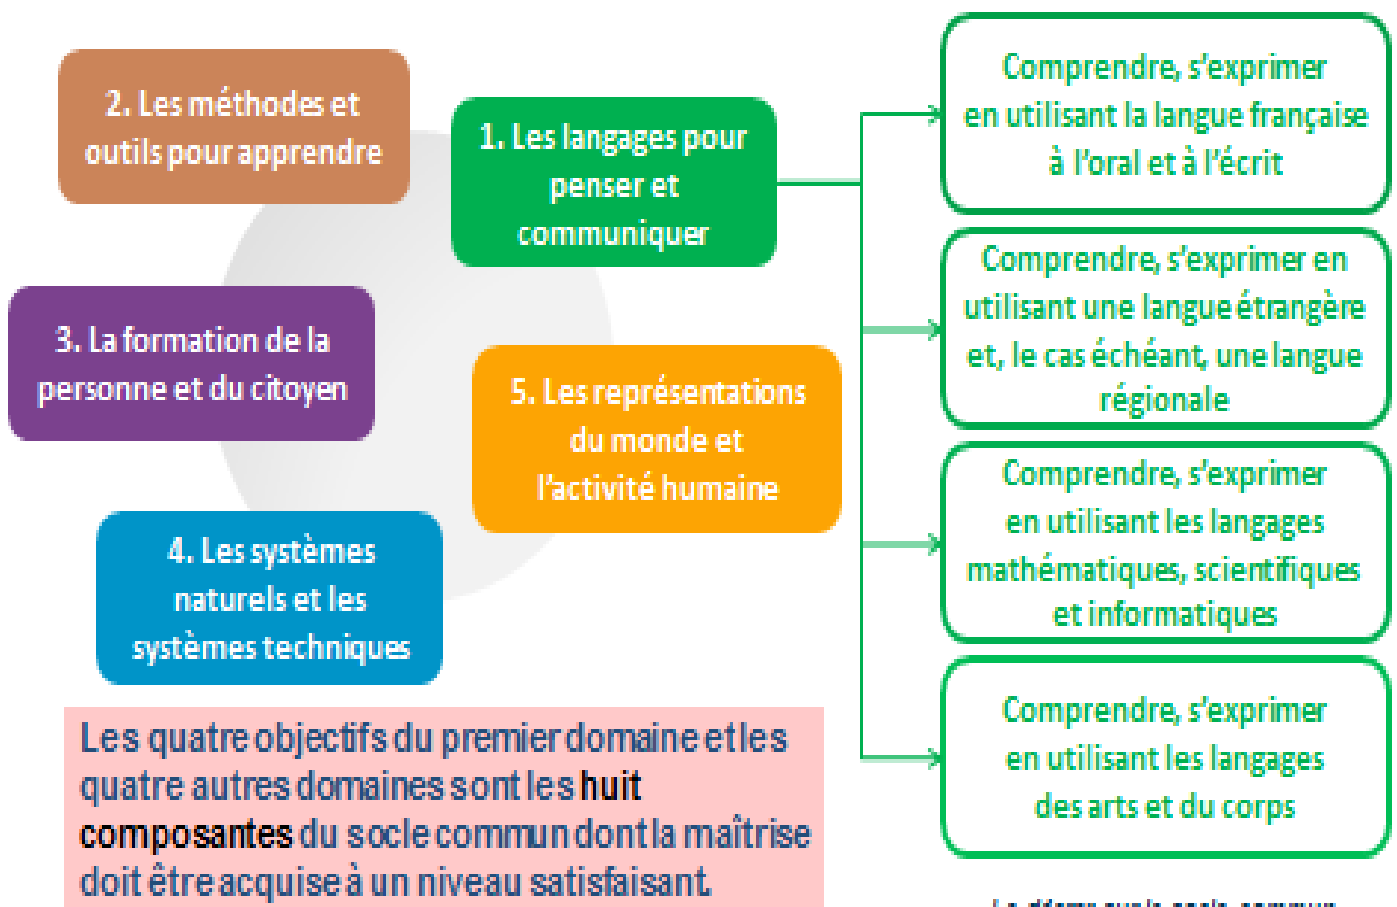 2. Les méthodes et
outils pour apprendre
1. Les langages pour
penser et
communiquer
3. La formation de la
personne et du citoyen
5. Les représentations
du monde et
l'activité humaine
4. Les systèmes
naturels et les
systèmes techniques
Les quatre objectifs du premier domaine et les
quatre autres domaines sont les huit
composantes du socle commun dont la maîtrise
doit être acquise à un niveau satisfaisant.
Comprendre, s'exprimer
en utilisant la langue française
à l'oral et à l'écrit
Comprendre, s'exprimer en
utilisant une langue étrangère
et, le cas échéant, une langue
régionale
Comprendre, s'exprimer
en utilisant les langages
mathématiques, scientifiques
et informatiques
Comprendre, s'exprimer
en utilisant les langages
des arts et du corps